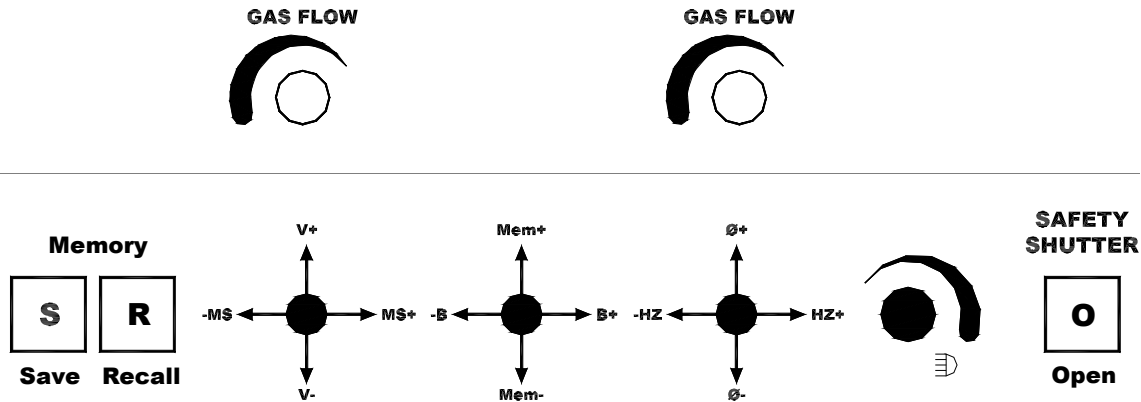 GAS FLOW
GAS FLOW
Memory
S
R
Save
Recall
V+
-MS
MS+
V-
Mem+
-B
B+
Mem-
Ø+
-HZ
HZ+
Ø-
SAFETY
SHUTTER
O
Open